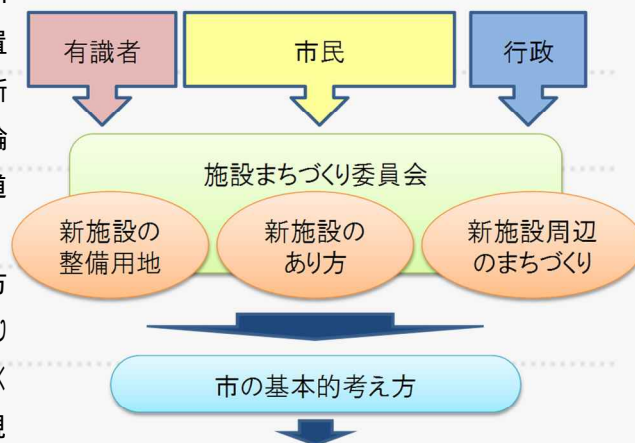 有識者
市民
行政
施設まちづくり委員会
新施設の
整備用地
新施設の
あり方
新施設周辺
のまちづくり
市の基本的考え方